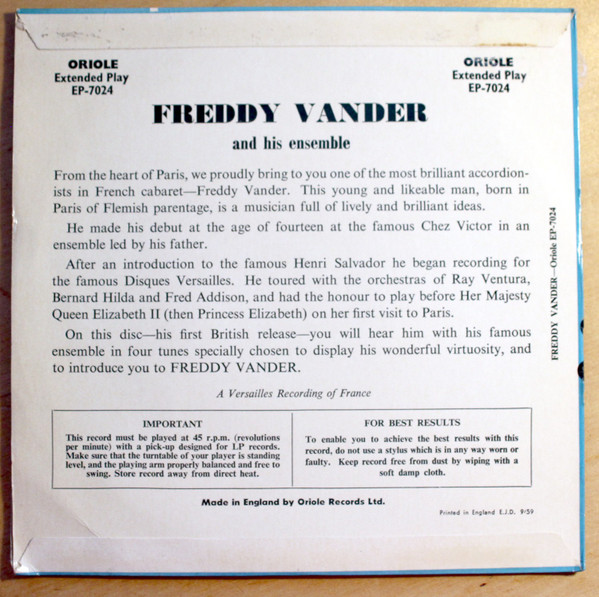 ORIOLE
Extended Play
EP-7024
ORIOLE
Extended Play
EP-7024
FREDDY VANDER
and his ensemble
From the heart of Paris, we proudly bring to you one of the most brilliant accordion-
ists in French cabaret—Freddy Vander. This young and likeable man, born in
Paris of Flemish parentage, is a musician full of lively and brilliant ideas.
He made his debut at the age of fourteen at the famous Chez Victor in an
ensemble led by his father.
After an introduction to the famous Henri Salvador he began recording for
the famous Disques Versailles. He toured with the orchestras of Ray Ventura,
Bernard Hilda and Fred Addison, and had the honour to play before Her Majesty
Queen Elizabeth II (then Princess Elizabeth) on her first visit to Paris.
On this disc—his first British release—you will hear him with his famous
ensemble in four tunes specially chosen to display his wonderful virtuosity, and
to introduce you to FREDDY VANDER.
A Versailles Recording of France
IMPORTANT
This record must be played at 45 r.p.m. (revolutions
per minute) with a pick-up designed for LP records.
Make sure that the turntable of your player is standing
level, and the playing arm properly balanced and free to
swing. Store record away from direct heat.
FOR BEST RESULTS
To enable you to achieve the best results with this
record, do not use a stylus which is in any way worn or
faulty. Keep record free from dust by wiping with a
soft damp cloth.
Made in England by Oriole Records Ltd.
Printed in England E.J.D. 9/59
FREDDY VANDER—Oriole EP-7024